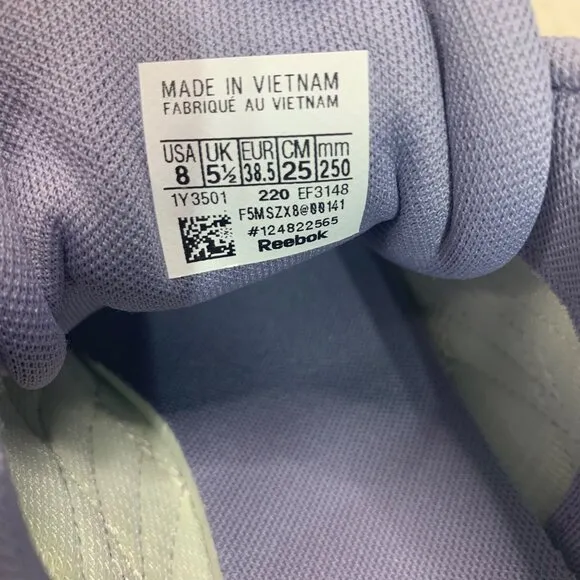 MADE IN VIETNAM
FABRIQUÉ AU VIETNAM
USA UK EUR CM mm
8 5½ 38.5 25 250
1Y3501 220 EF3148
F5MSZX8@00141
#124822565
Reebok